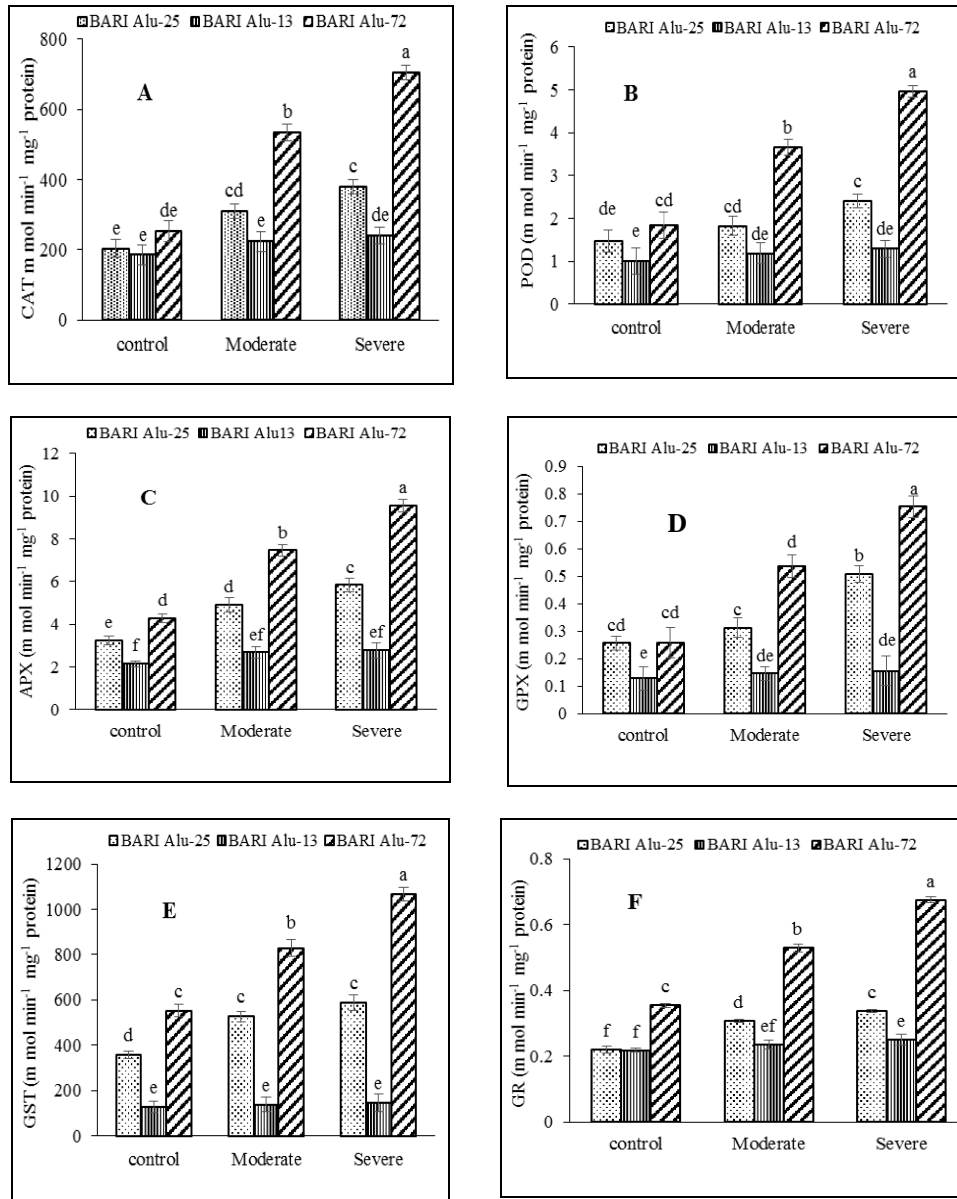 BARI Alu-25 BARI Alu-13 BARI Alu-72
CAT m mol min-1 mg-1 protein)
800
600
400
200
0
A
e e de
cd e b
c de a
control Moderate Severe
BARI Alu-25 BARI Alu-13 BARI Alu-72
POD (m mol min-1 mg-1 protein)
6
5
4
3
2
1
0
B
de e cd
cd de b
c de a
control Moderate Severe
BARI Alu-25 BARI Alu13 BARI Alu-72
APX (m mol min-1 mg-1 protein)
12
10
8
6
4
2
0
C
e f d
d ef b
c ef a
control Moderate Severe
BARI Alu-25 BARI Alu-13 BARI Alu-72
GPX (m mol min-1 mg-1 protein)
0.9
0.8
0.7
0.6
0.5
0.4
0.3
0.2
0.1
0
D
cd e cd
c de d
b de a
control Moderate Severe
BARI Alu-25 BARI Alu-13 BARI Alu-72
GST (m mol min-1 mg-1 protein)
1200
1000
800
600
400
200
0
E
d e c
c e b
c e a
control Moderate Severe
BARI Alu-25 BARI Alu-13 BARI Alu-72
GR (m mol min-1 mg-1 protein)
0.8
0.6
0.4
0.2
0
F
f f c
d ef b
c e a
control Moderate Severe